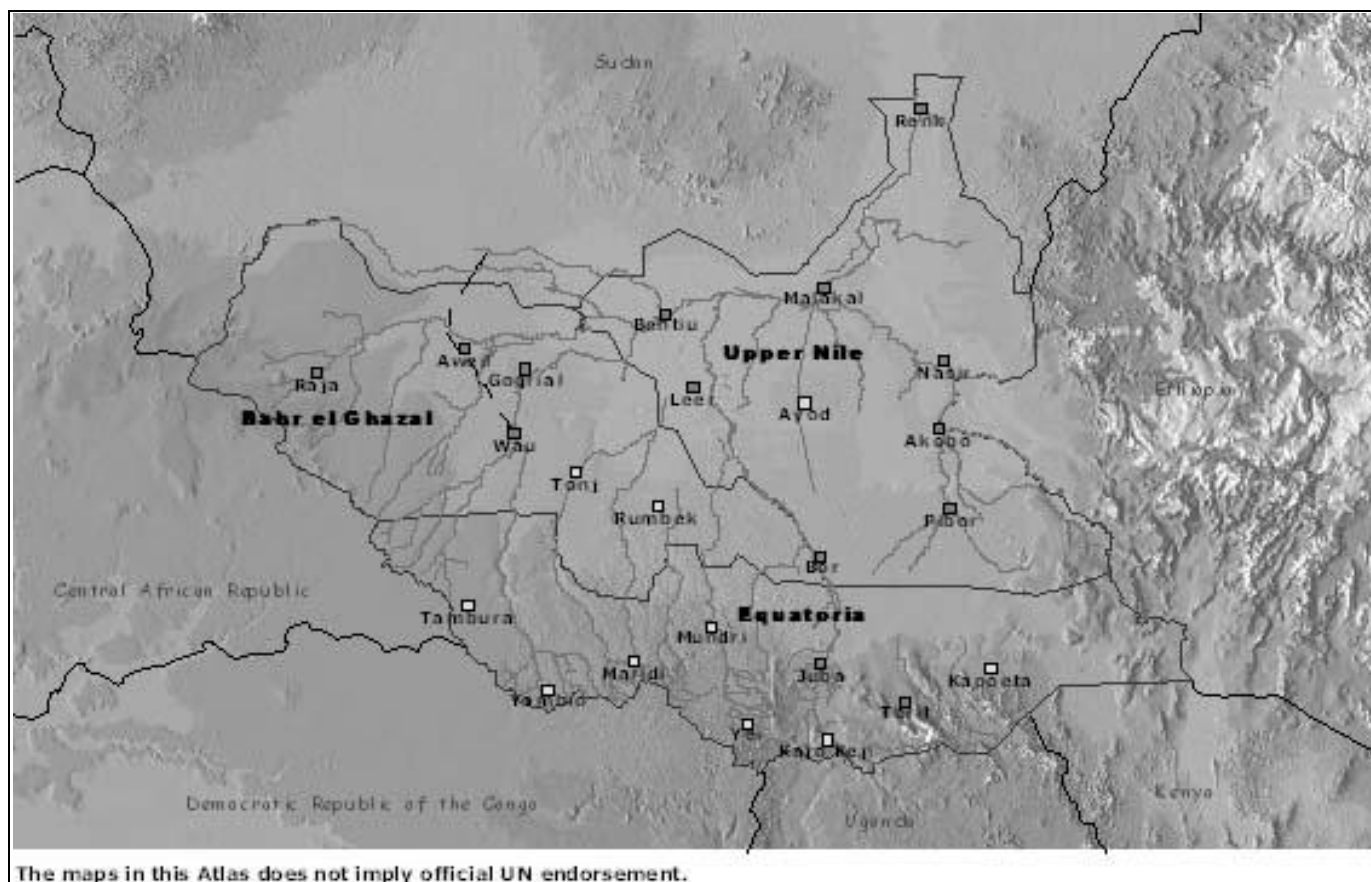 Sudan
Renk
Malakal
Bentiu
Upper Nile
Aweil
Gogrial
Nasir
Raja
Leer
Ethiopia
Ayod
Bahr el Ghazal
Akobo
Wau
Tonj
Rumbek
Pibor
Bor
Central African Republic
Equatoria
Tambura
Mundri
Maridi
Juba
Kapoeta
Yambio
Torit
Yei
Kajo Keji
Democratic Republic of the Congo
Kenya
Uganda
The maps in this Atlas does not imply official UN endorsement.